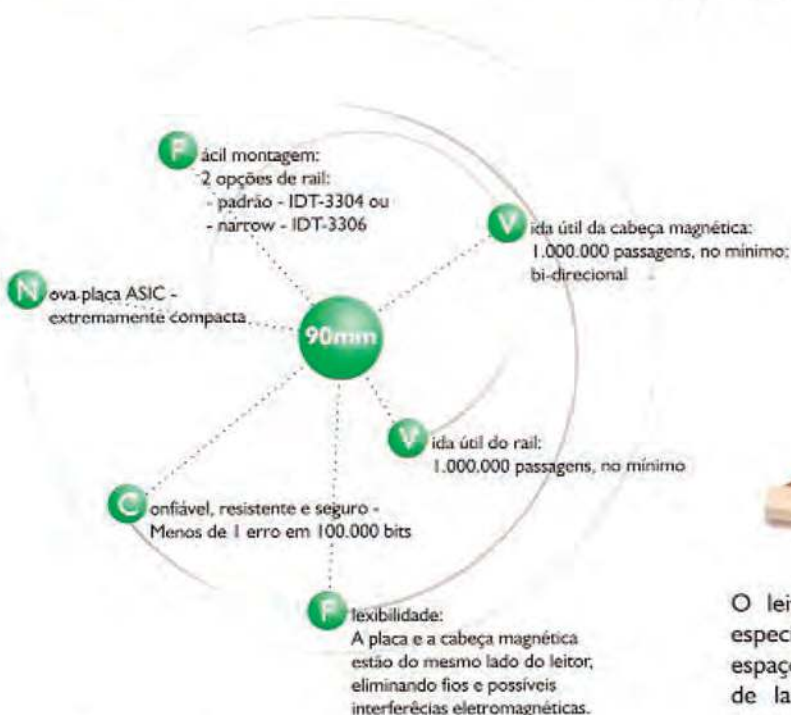 Fácil montagem:
2 opções de rail:
- padrão - IDT-3304 ou
- narrow - IDT-3306
Vida útil da cabeça magnética:
1.000.000 passagens, no mínimo;
bi-direcional
Nova placa ASIC -
extremamente compacta
90mm
Vida útil do rail:
1.000.000 passagens, no mínimo
Confiável, resistente e seguro -
Menos de 1 erro em 100.000 bits
Flexibilidade:
A placa e a cabeça magnética
estão do mesmo lado do leitor,
eliminando fios e possíveis
interferêcias eletromagnéticas.
O lei
especi
espaç
de la